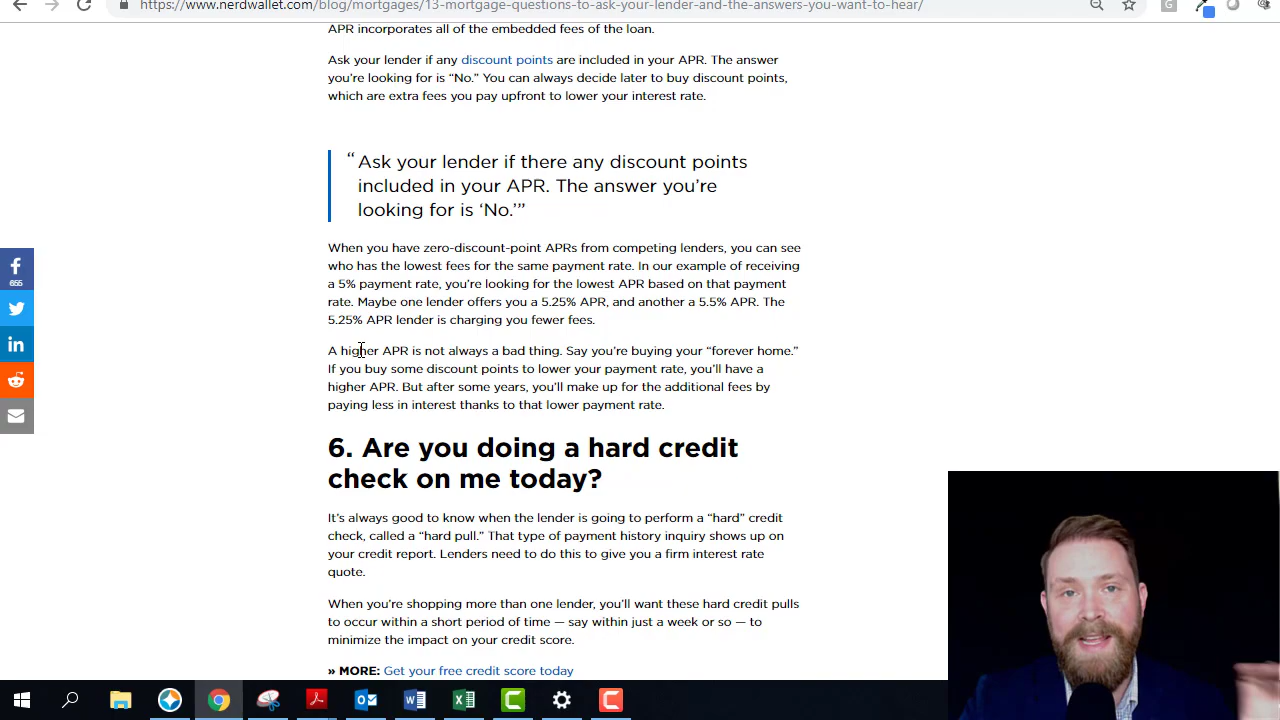 https://www.nerdwallet.com/blog/mortgages/13-mortgage-questions-to-ask-your-lender-and-the-answers-you-want-to-hear/
APR incorporates all of the embedded fees of the loan.
Ask your lender if any discount points are included in your APR. The answer
you’re looking for is “No.” You can always decide later to buy discount points,
which are extra fees you pay upfront to lower your interest rate.
“ Ask your lender if there any discount points
included in your APR. The answer you’re
looking for is ‘No.’”
When you have zero-discount-point APRs from competing lenders, you can see
who has the lowest fees for the same payment rate. In our example of receiving
a 5% payment rate, you’re looking for the lowest APR based on that payment
rate. Maybe one lender offers you a 5.25% APR, and another a 5.5% APR. The
5.25% APR lender is charging you fewer fees.
A higher APR is not always a bad thing. Say you’re buying your “forever home.”
If you buy some discount points to lower your payment rate, you’ll have a
higher APR. But after some years, you’ll make up for the additional fees by
paying less in interest thanks to that lower payment rate.
6. Are you doing a hard credit
check on me today?
It’s always good to know when the lender is going to perform a “hard” credit
check, called a “hard pull.” That type of payment history inquiry shows up on
your credit report. Lenders need to do this to give you a firm interest rate
quote.
When you’re shopping more than one lender, you’ll want these hard credit pulls
to occur within a short period of time — say within just a week or so — to
minimize the impact on your credit score.
» MORE: Get your free credit score today
655